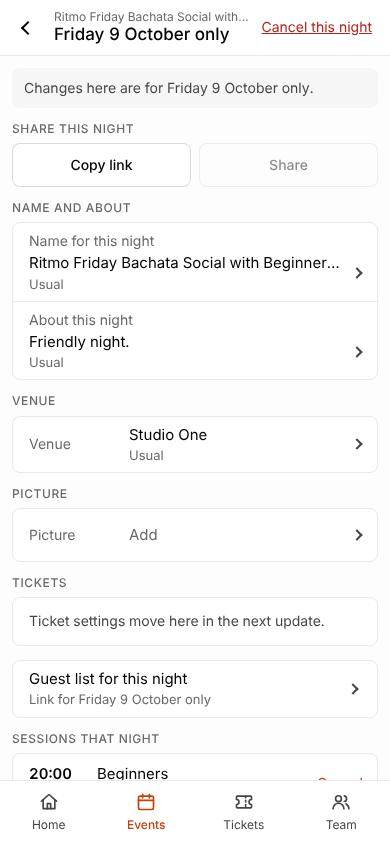 Ritmo Friday Bachata Social with...
Friday 9 October only
Cancel this night
Changes here are for Friday 9 October only.
SHARE THIS NIGHT
Copy link
Share
NAME AND ABOUT
Name for this night
Ritmo Friday Bachata Social with Beginner...
Usual
About this night
Friendly night.
Usual
VENUE
Venue
Studio One
Usual
PICTURE
Picture
Add
TICKETS
Ticket settings move here in the next update.
Guest list for this night
Link for Friday 9 October only
SESSIONS THAT NIGHT
20:00
Beginners
Home
Events
Tickets
Team